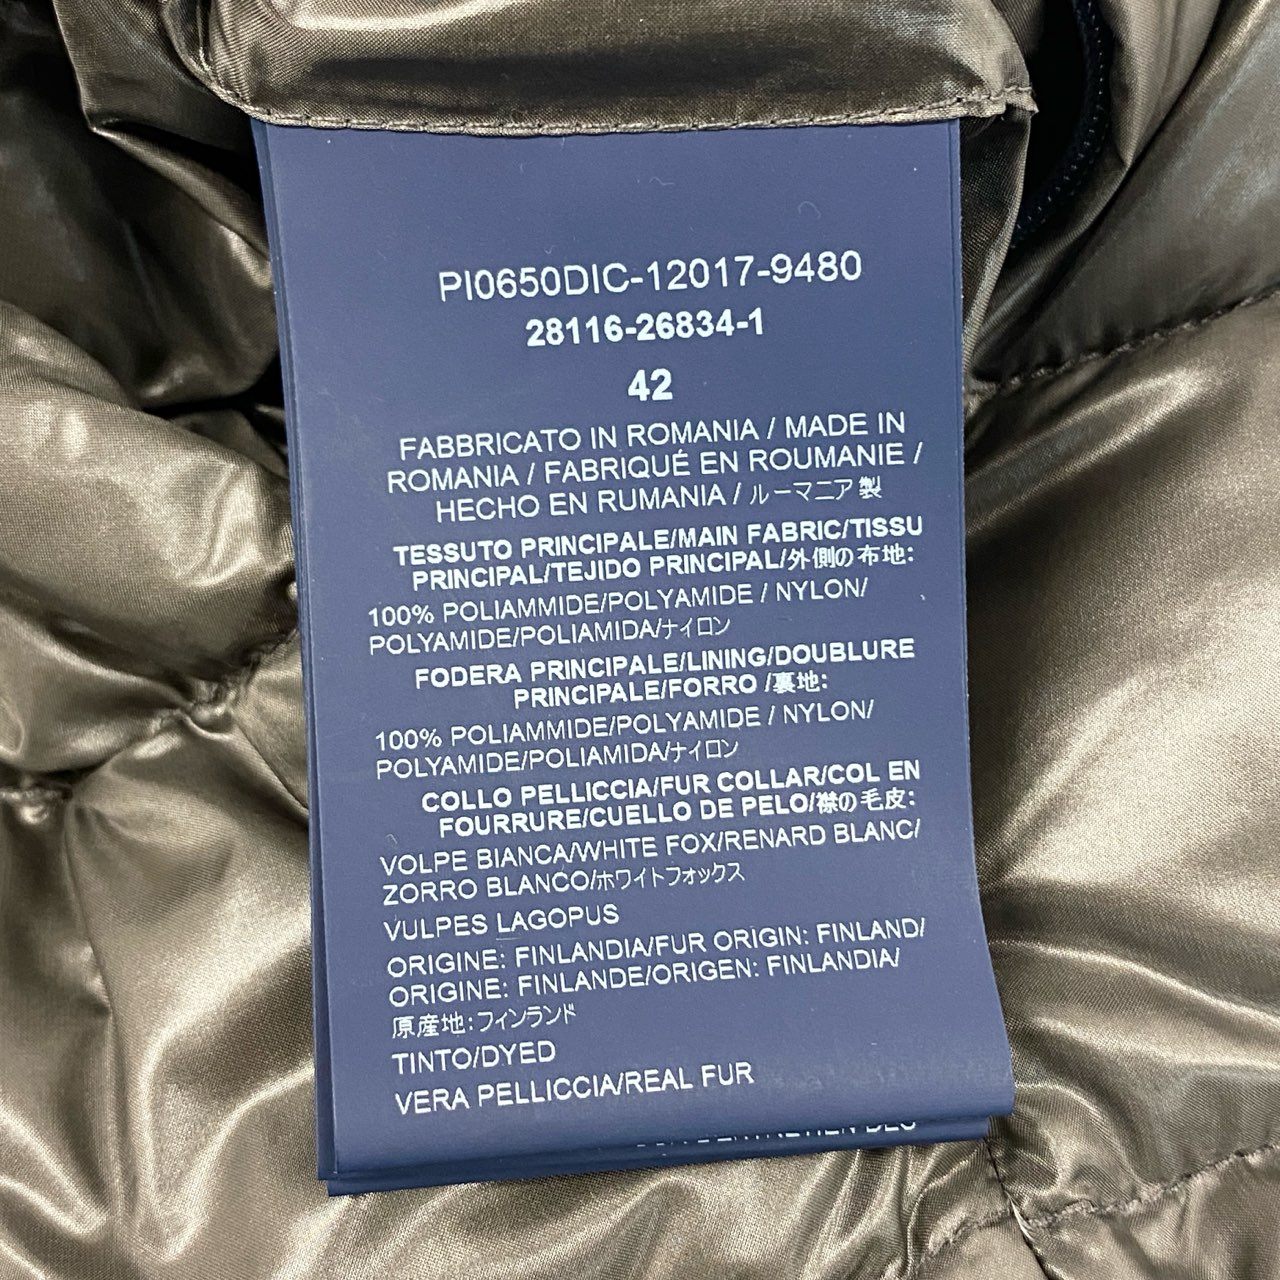 PI0650DIC-12017-9480
28116-26834-1
42
FABBRICATO IN ROMANIA / MADE IN
ROMANIA / FABRIQUÉ EN ROUMANIE /
HECHO EN RUMANIA / ルーマニア製
TESSUTO PRINCIPALE/MAIN FABRIC/TISSU
PRINCIPAL/TEJIDO PRINCIPAL/外側の布地:
100% POLIAMMIDE/POLYAMIDE / NYLON/
POLYAMIDE/POLIAMIDA/ナイロン
FODERA PRINCIPALE/LINING/DOUBLURE
PRINCIPALE/FORRO /裏地:
100% POLIAMMIDE/POLYAMIDE / NYLON/
POLYAMIDE/POLIAMIDA/ナイロン
COLLO PELLICCIA/FUR COLLAR/COL EN
FOURRURE/CUELLO DE PELO/襟の毛皮:
VOLPE BIANCA/WHITE FOX/RENARD BLANC/
ZORRO BLANCO/ホワイトフォックス
VULPES LAGOPUS
ORIGINE: FINLANDIA/FUR ORIGIN: FINLAND/
ORIGINE: FINLANDE/ORIGEN: FINLANDIA/
原産地:フィンランド
TINTO/DYED
VERA PELLICCIA/REAL FUR